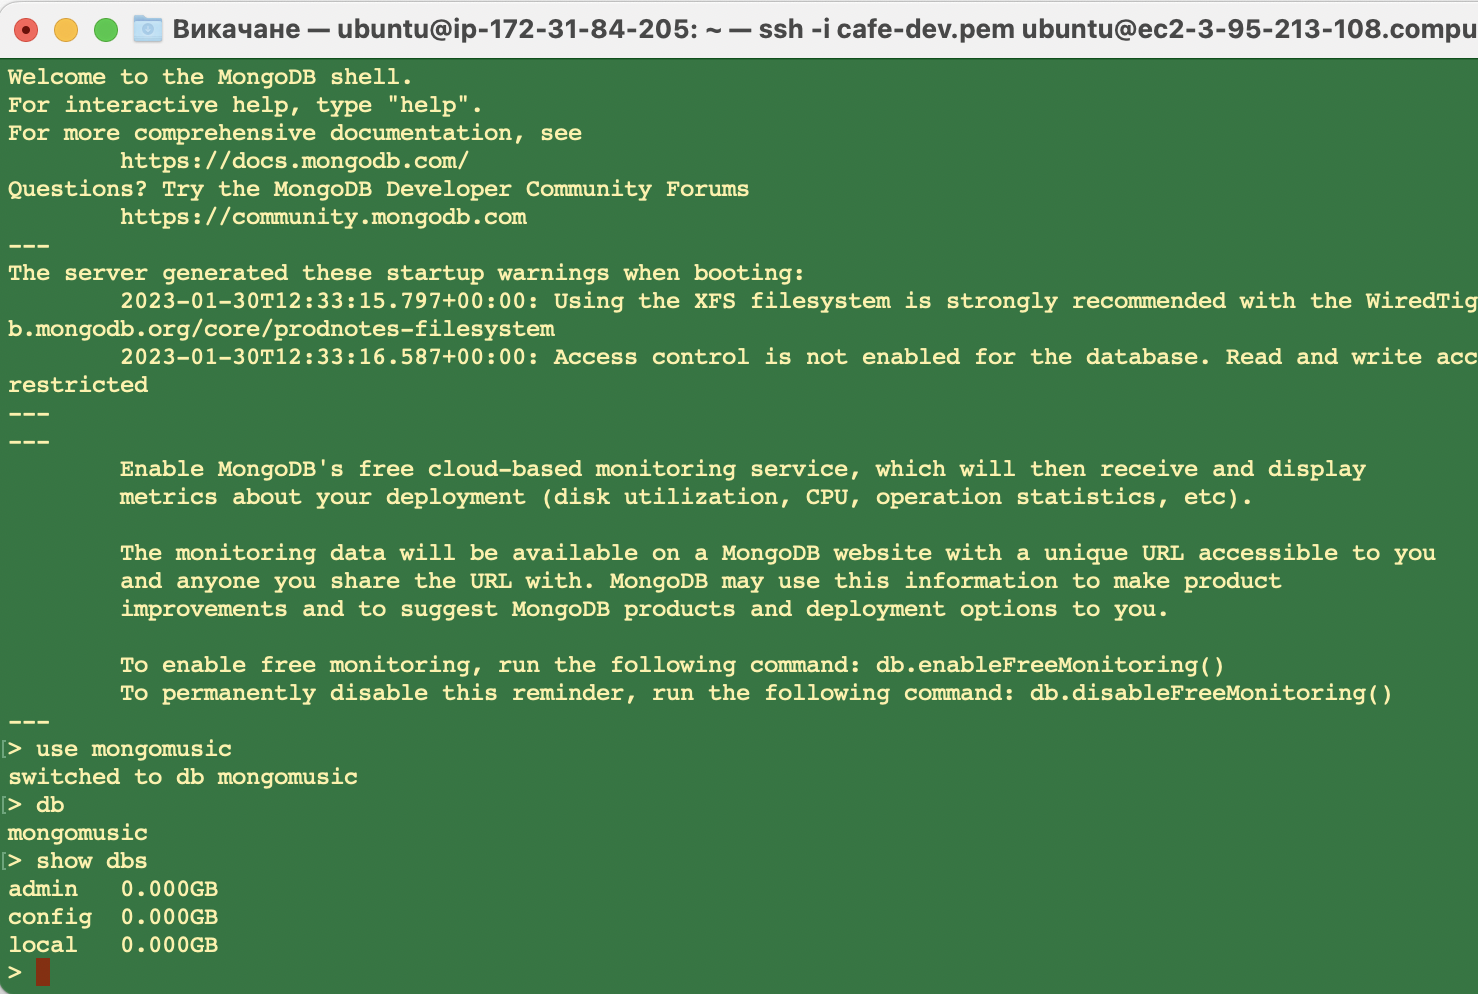 Викачане — ubuntu@ip-172-31-84-205: ~ — ssh -i cafe-dev.pem ubuntu@ec2-3-95-213-108.compu
Welcome to the MongoDB shell.
For interactive help, type "help".
For more comprehensive documentation, see
https://docs.mongodb.com/
Questions? Try the MongoDB Developer Community Forums
https://community.mongodb.com
---
The server generated these startup warnings when booting:
2023-01-30T12:33:15.797+00:00: Using the XFS filesystem is strongly recommended with the WiredTig
b.mongodb.org/core/prodnotes-filesystem
2023-01-30T12:33:16.587+00:00: Access control is not enabled for the database. Read and write acc
restricted
---
---
Enable MongoDB's free cloud-based monitoring service, which will then receive and display
metrics about your deployment (disk utilization, CPU, operation statistics, etc).
The monitoring data will be available on a MongoDB website with a unique URL accessible to you
and anyone you share the URL with. MongoDB may use this information to make product
improvements and to suggest MongoDB products and deployment options to you.
To enable free monitoring, run the following command: db.enableFreeMonitoring()
To permanently disable this reminder, run the following command: db.disableFreeMonitoring()
---
[> use mongomusic
switched to db mongomusic
[> db
mongomusic
[> show dbs
admin   0.000GB
config  0.000GB
local   0.000GB
>